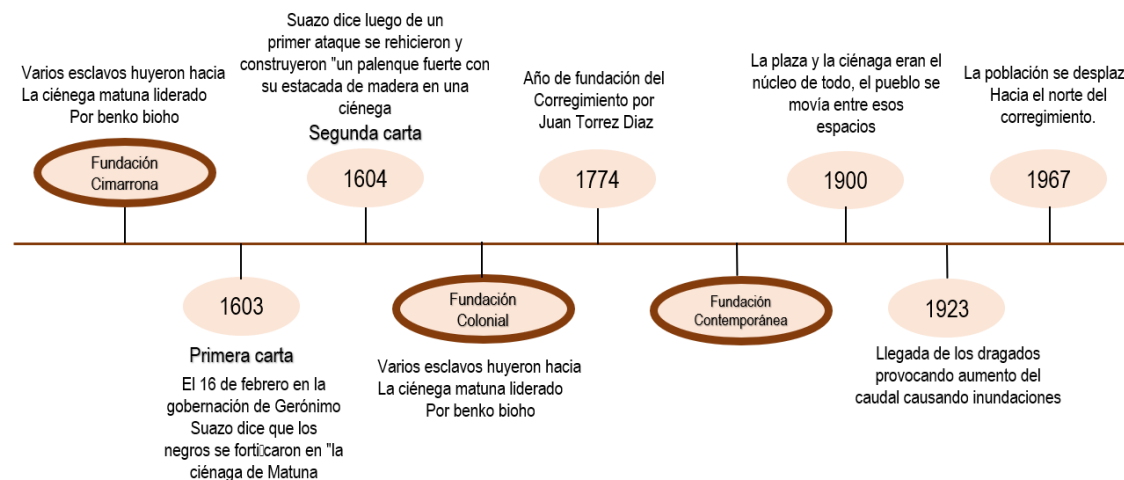 Varios esclavos huyeron hacia
La ciénega matuna liderado
Por benko bioho
Fundación
Cimarrona
1603
Primera carta
El 16 de febrero en la
gobernación de Gerónimo
Suazo dice que los
negros se forti▯caron en "la
ciénaga de Matuna
Suazo dice luego de un
primer ataque se rehicieron y
construyeron "un palenque fuerte con
su estacada de madera en una
ciénega
Segunda carta
1604
Fundación
Colonial
Varios esclavos huyeron hacia
La ciénega matuna liderado
Por benko bioho
Año de fundación del
Corregimiento por
Juan Torrez Diaz
1774
Fundación
Contemporánea
La plaza y la ciénaga eran el
núcleo de todo, el pueblo se
movía entre esos
espacios
1900
1923
Llegada de los dragados
provocando aumento del
caudal causando inundaciones
La población se desplaz
Hacia el norte del
corregimiento.
1967